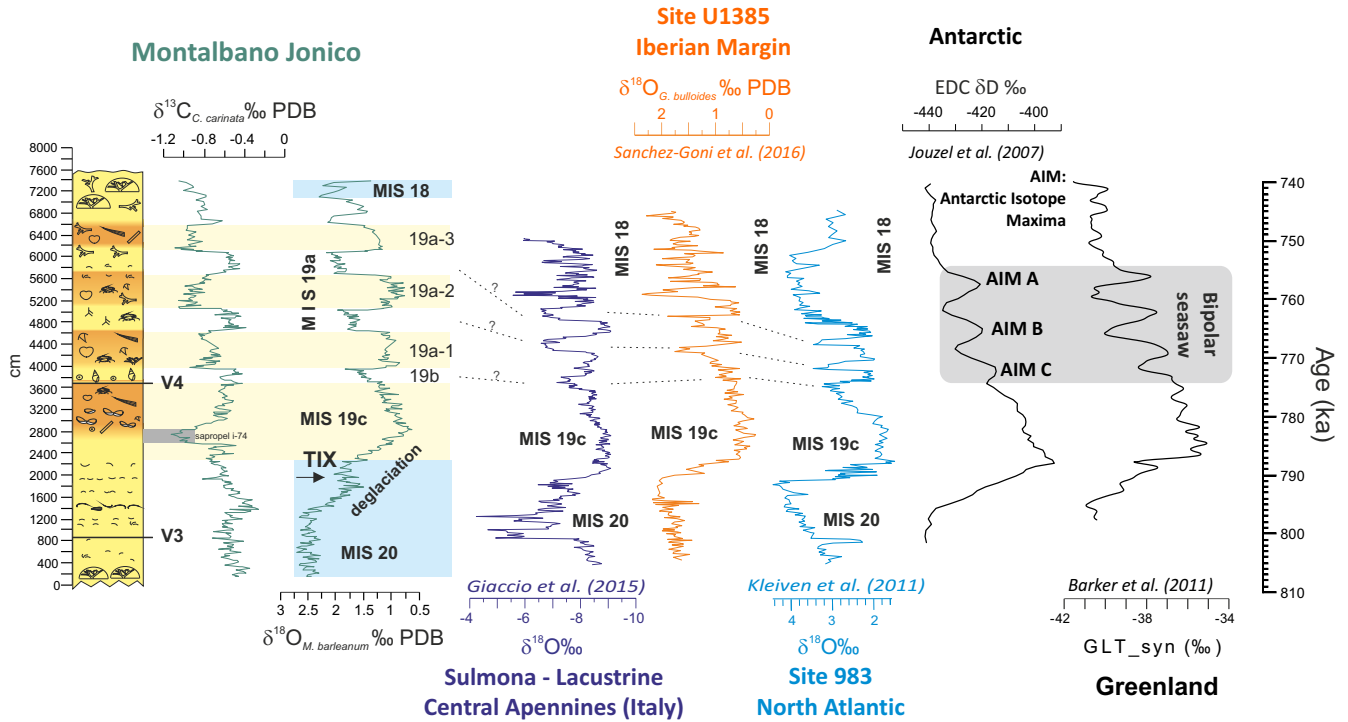 Site U1385
Iberian Margin
Montalbano Jonico
Antarctic
δ13C C. carinata ‰ PDB
-1.2 -0.8 -0.4 0
δ18O G. bulloides ‰ PDB
2 1 0
Sanchez-Goni et al. (2016)
EDC δD ‰
-440 -420 -400
Jouzel et al. (2007)
AIM:
Antarctic Isotope
Maxima
8000
7600
7200
6800
6400
6000
5600
5200
4800
4400
4000
3600
3200
2800
2400
2000
1600
1200
800
400
0
cm
V4
V3
sapropel i-74
MIS 18
19a-3
MIS 19a
19a-2
19a-1
19b
MIS 19c
TIX
deglaciation
MIS 20
?
?
?
MIS 18
MIS 19c
MIS 20
MIS 18
MIS 19c
MIS 18
MIS 19c
MIS 20
AIM A
AIM B
AIM C
Bipolar
seasaw
740
750
760
770
780
790
800
810
Age (ka)
3 2.5 2 1.5 1 0.5
δ18O M. barleanum ‰ PDB
Giaccio et al. (2015)
-4 -6 -8 -10
δ18O‰
Sulmona - Lacustrine
Central Apennines (Italy)
Kleiven et al. (2011)
4 3 2
δ18O‰
Site 983
North Atlantic
Barker et al. (2011)
-42 -38 -34
GLT_syn (‰)
Greenland